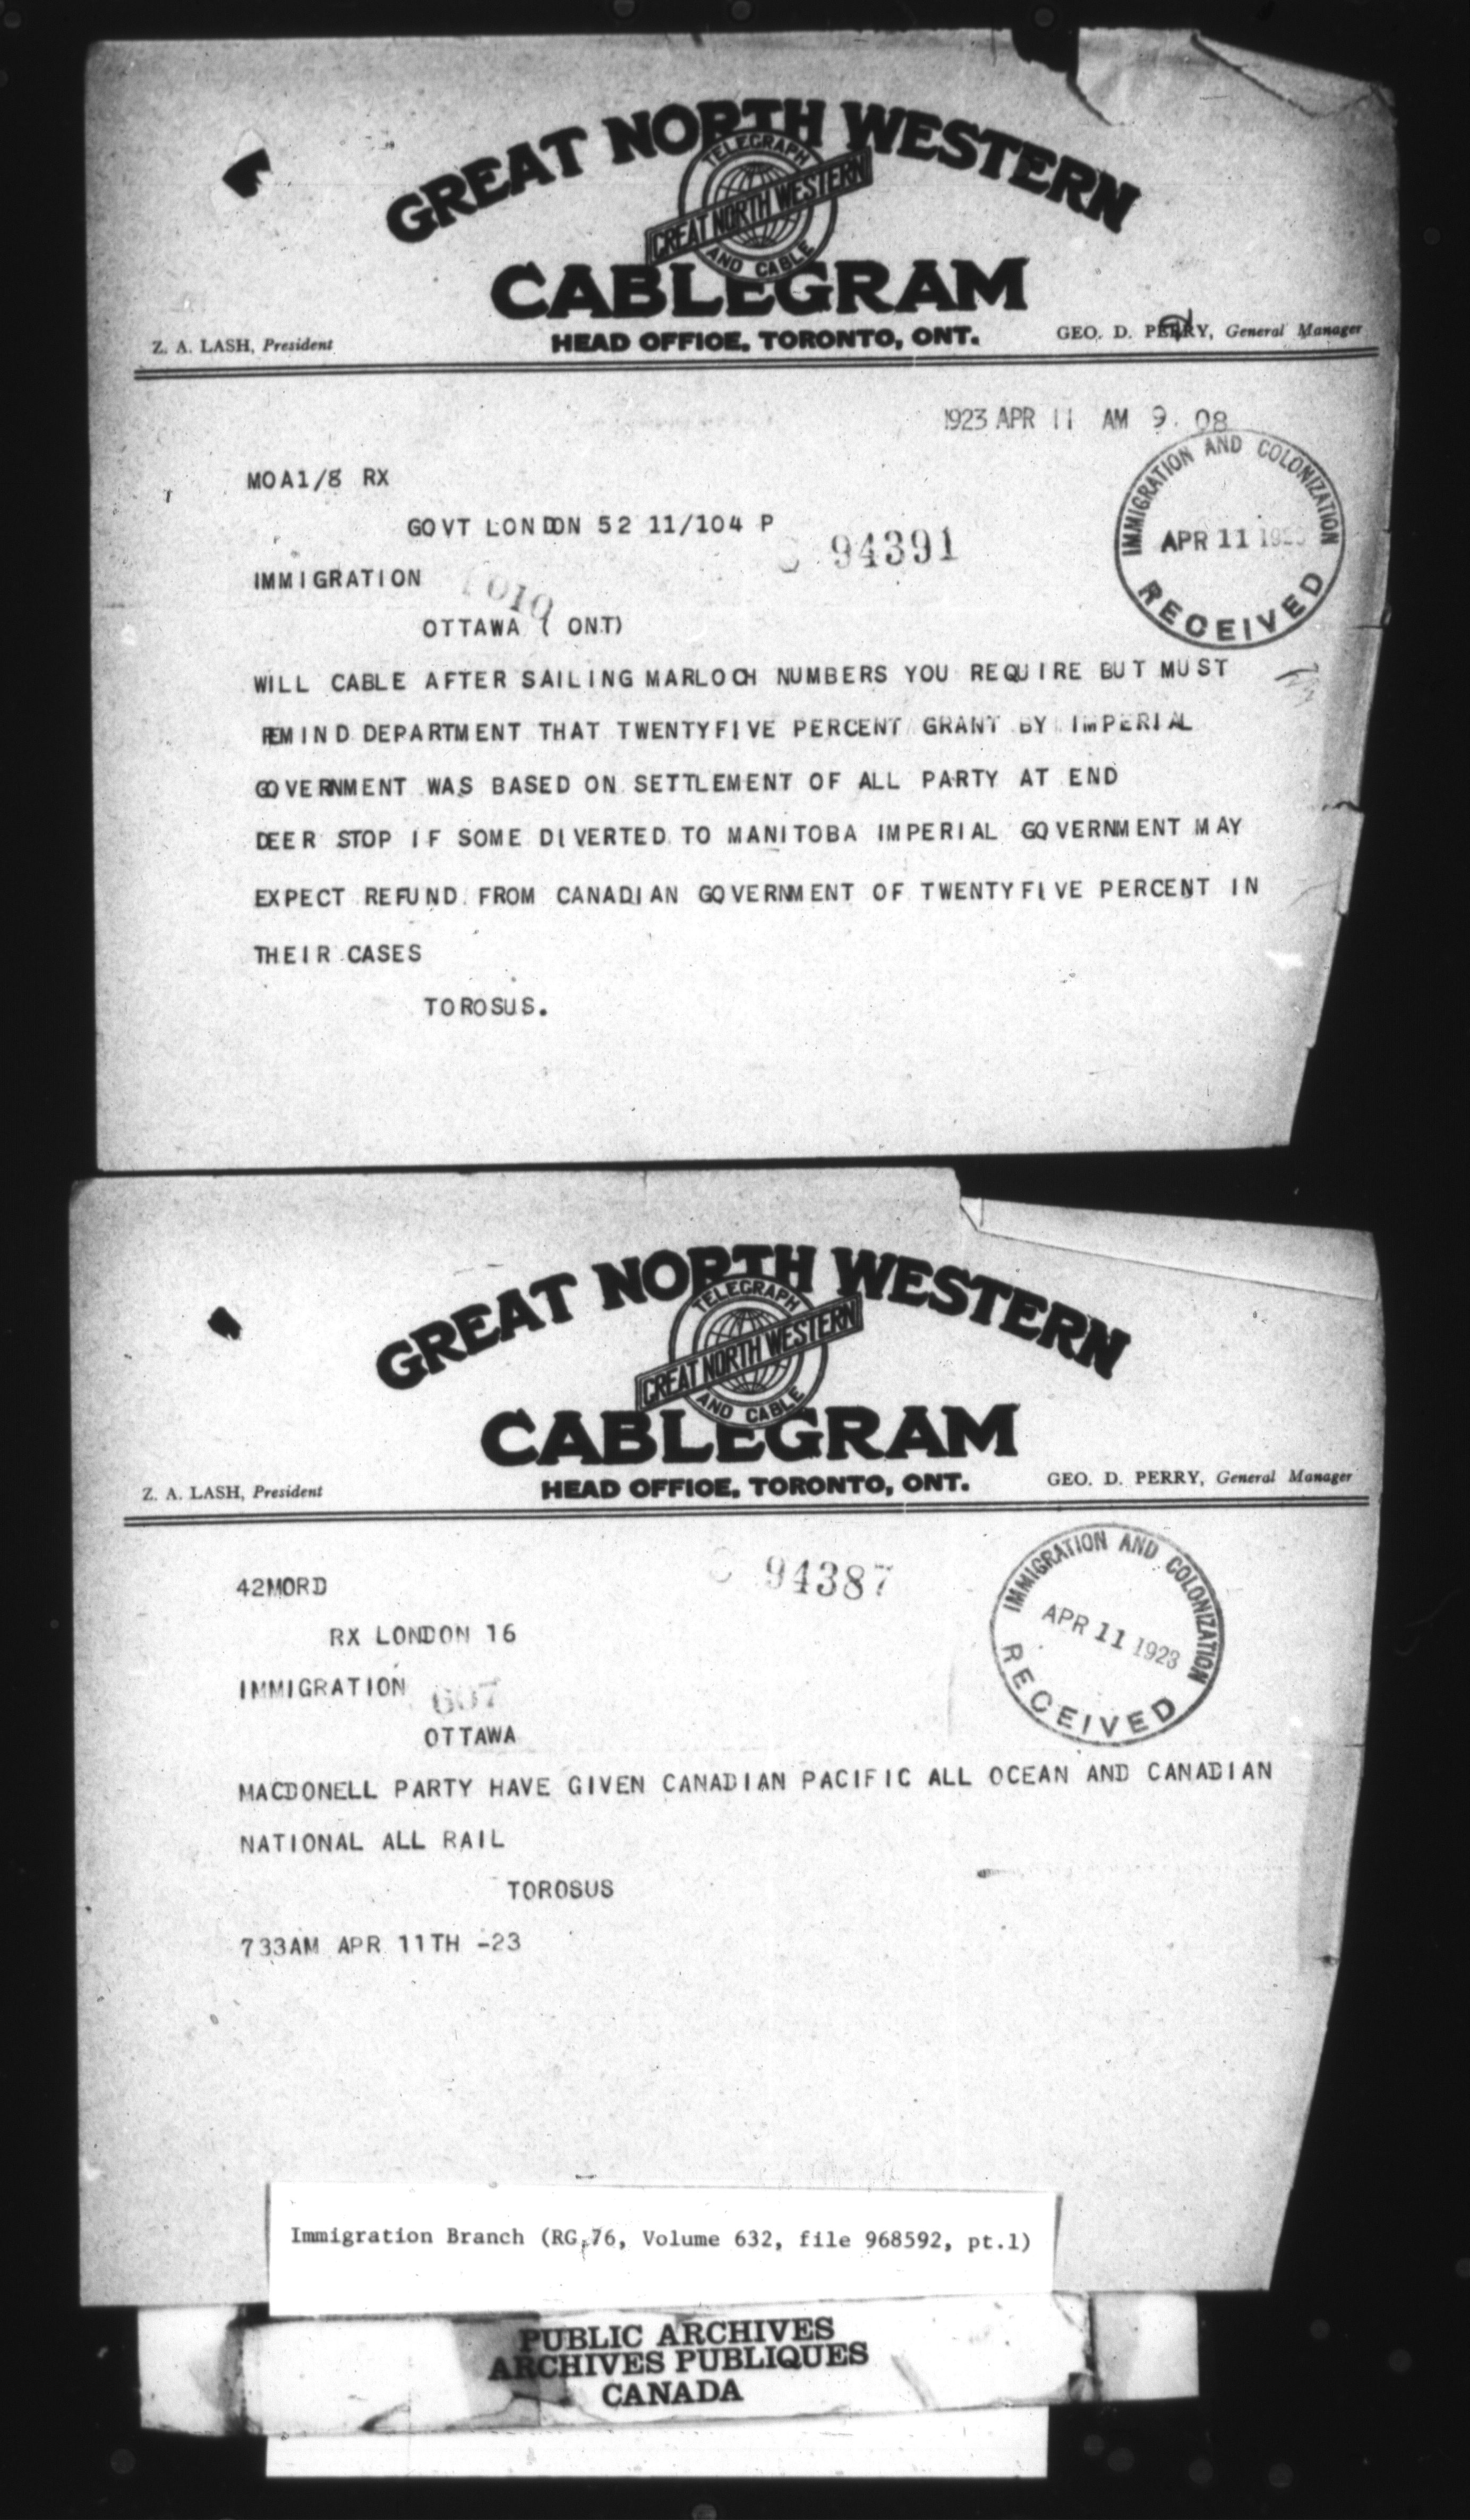 GREAT NORTH WESTERN
TELEGRAPH
GREAT NORTH WESTERN
AND CABLE
CABLEGRAM
HEAD OFFICE, TORONTO, ONT.
Z. A. LASH, President
GEO. D. PERRY, General Manager
1923 APR 11 AM 9.08
MOA1/8 RX
GOVT LONDON 52 11/104 P
94391
IMMIGRATION AND COLONIZATION
APR 11
RECEIVED
IMMIGRATION
OTTAWA ( ONT)
WILL CABLE AFTER SAILING MARLOCH NUMBERS YOU REQUIRE BUT MUST
REMIND DEPARTMENT THAT TWENTYFIVE PERCENT GRANT BY IMPERIAL
GOVERNMENT WAS BASED ON SETTLEMENT OF ALL PARTY AT END
DEER STOP IF SOME DIVERTED TO MANITOBA IMPERIAL GOVERNMENT MAY
EXPECT REFUND FROM CANADIAN GOVERNMENT OF TWENTYFIVE PERCENT IN
THEIR CASES
TOROSUS.
GREAT NORTH WESTERN
TELEGRAPH
GREAT NORTH WESTERN
AND CABLE
CABLEGRAM
HEAD OFFICE, TORONTO, ONT.
Z. A. LASH, President
GEO. D. PERRY, General Manager
42MORD
94387
IMMIGRATION AND COLONIZATION
APR 11 1923
RECEIVED
RX LONDON 16
IMMIGRATION
607
OTTAWA
MACDONELL PARTY HAVE GIVEN CANADIAN PACIFIC ALL OCEAN AND CANADIAN
NATIONAL ALL RAIL
TOROSUS
733AM APR 11TH -23
Immigration Branch (RG 76, Volume 632, file 968592, pt.1)
PUBLIC ARCHIVES
ARCHIVES PUBLIQUES
CANADA